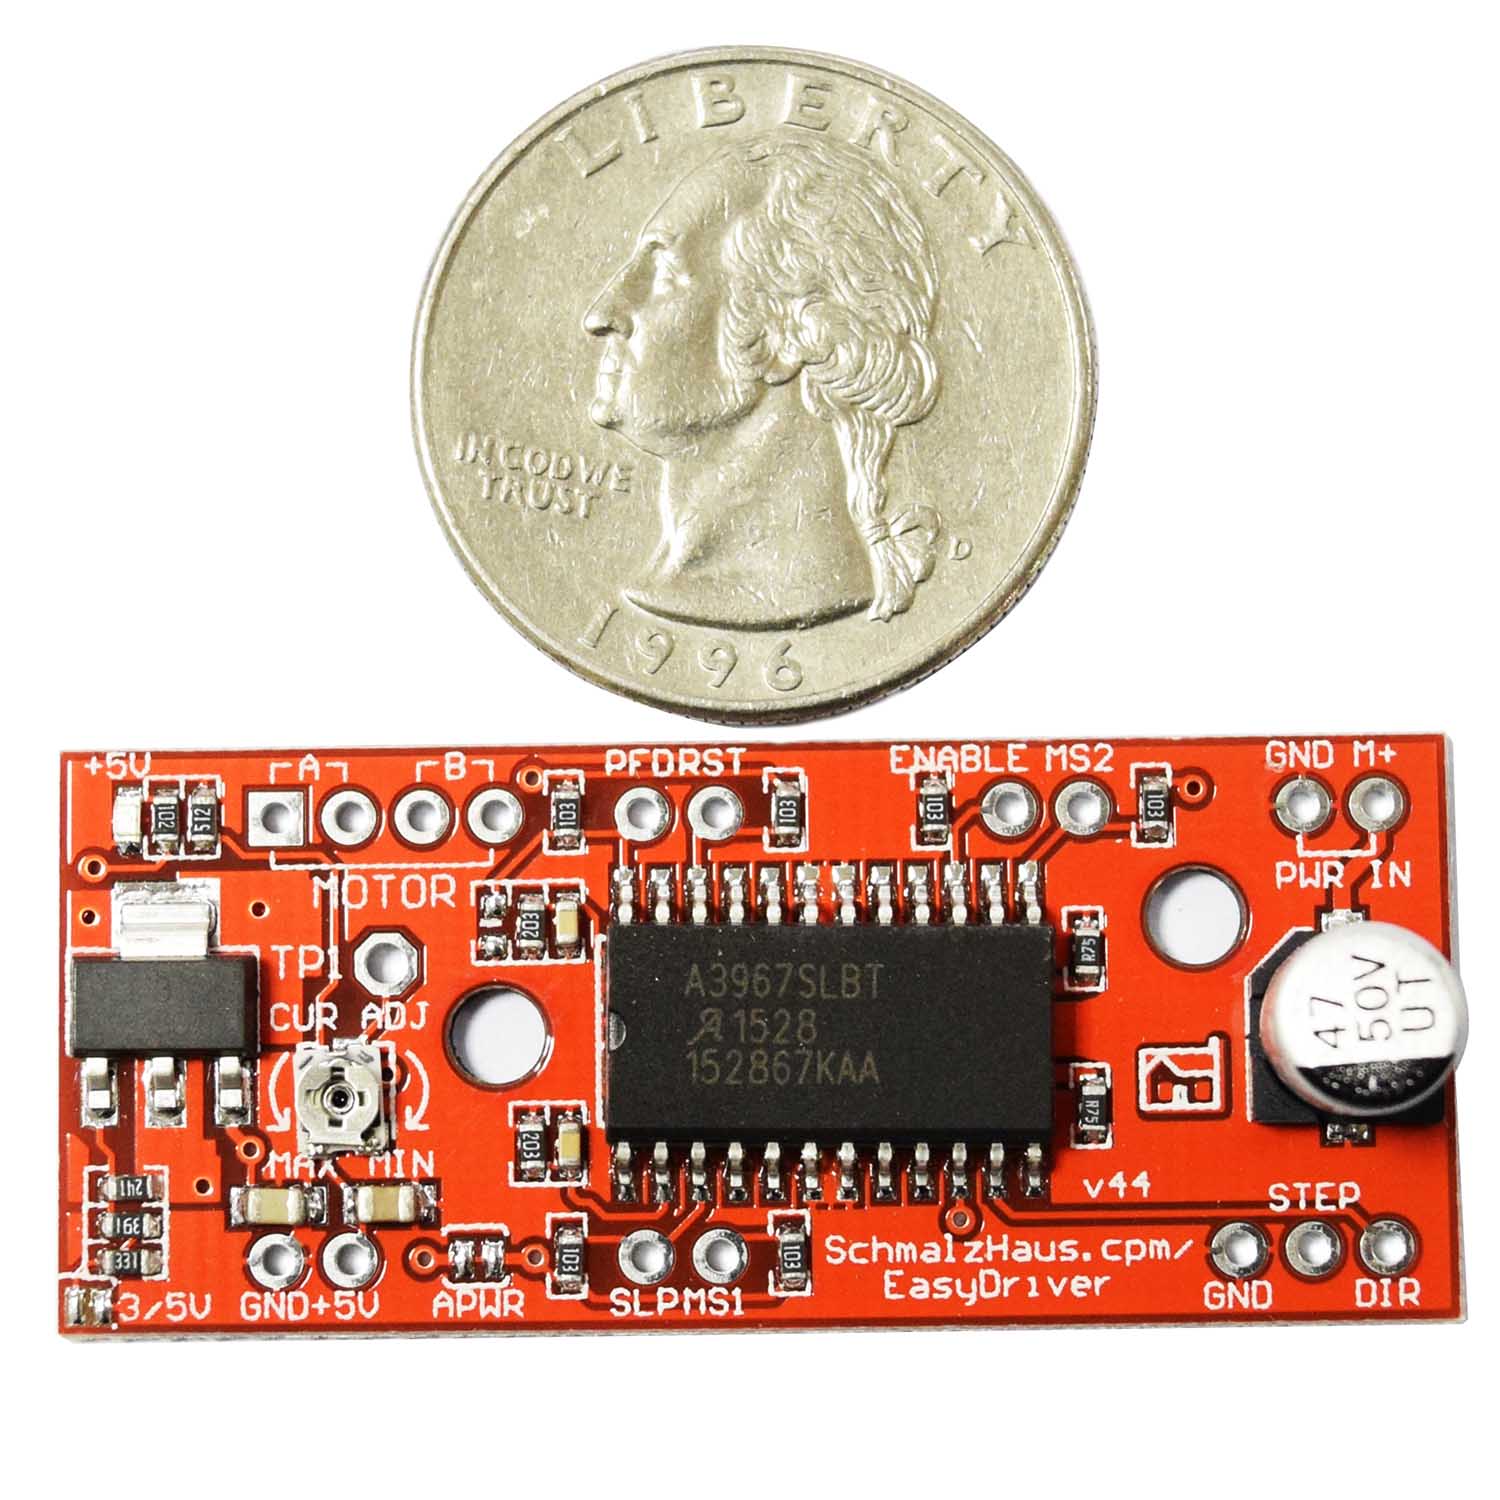 LIBERTY
IN GOD WE
TRUST
D
1996
+5V
A
B
PFD RST
ENABLE MS2
GND M+
201
512
103
103
103
103
MOTOR
PWR IN
203
R75
TP1
CUR ADJ
A3967SLBT
1528
152867KAA
47
50V
UT
MAX MIN
203
R75
v44
241
391
331
STEP
103
103
SchmalzHaus.cpm/
EasyDriver
3/5V
GND +5V
APWR
SLP MS1
GND
DIR